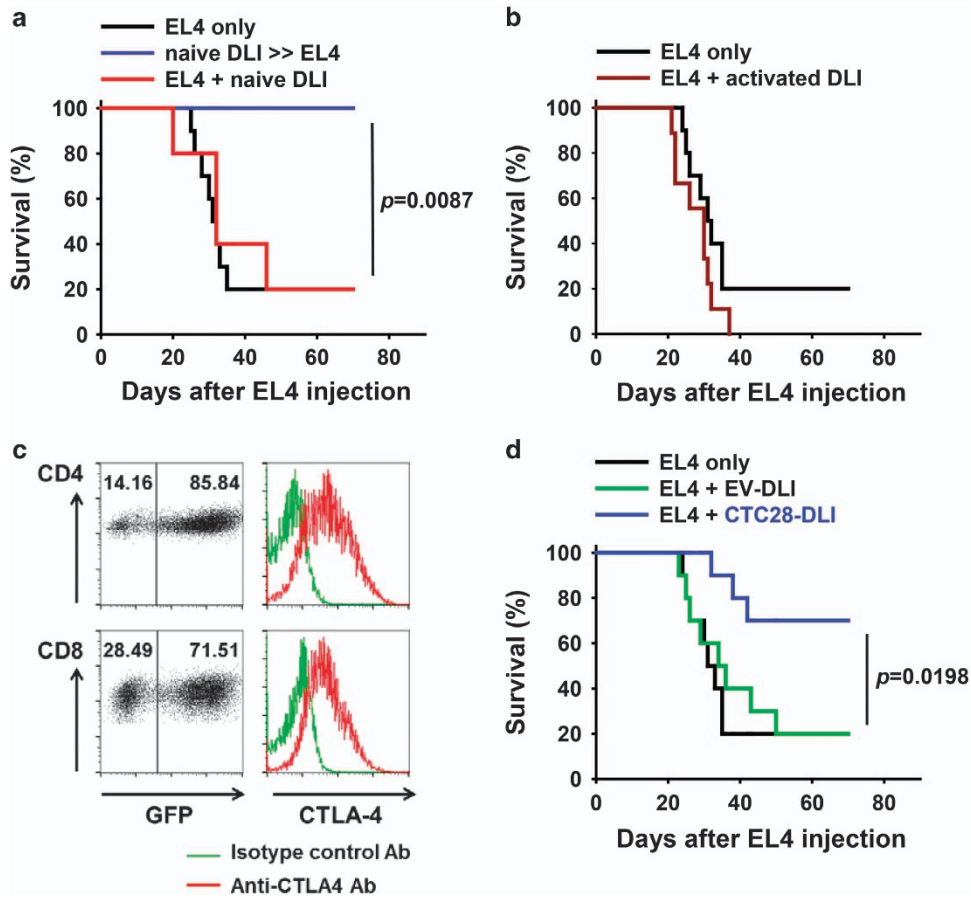 a
EL4 only
naive DLI >> EL4
EL4 + naive DLI
Survival (%)
100
80
60
40
20
0
p=0.0087
0 20 40 60 80
Days after EL4 injection
b
EL4 only
EL4 + activated DLI
Survival (%)
100
80
60
40
20
0
0 20 40 60 80
Days after EL4 injection
c
CD4
14.16 85.84
CD8
28.49 71.51
GFP
CTLA-4
Isotype control Ab
Anti-CTLA4 Ab
d
EL4 only
EL4 + EV-DLI
EL4 + CTC28-DLI
Survival (%)
100
80
60
40
20
0
p=0.0198
0 20 40 60 80
Days after EL4 injection